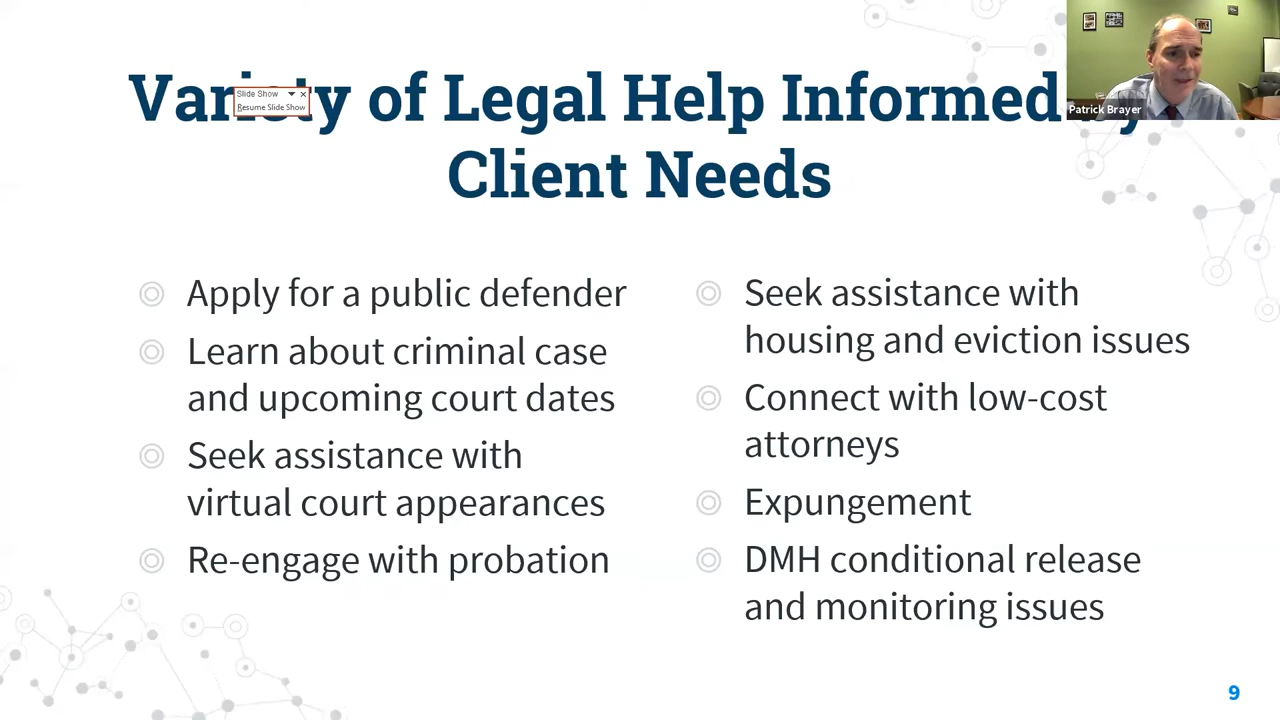 Variety of Legal Help Informed
Client Needs
Slide Show
Resume Slide Show
Patrick Brayer
Apply for a public defender
Learn about criminal case
and upcoming court dates
Seek assistance with
virtual court appearances
Re-engage with probation
Seek assistance with
housing and eviction issues
Connect with low-cost
attorneys
Expungement
DMH conditional release
and monitoring issues
9